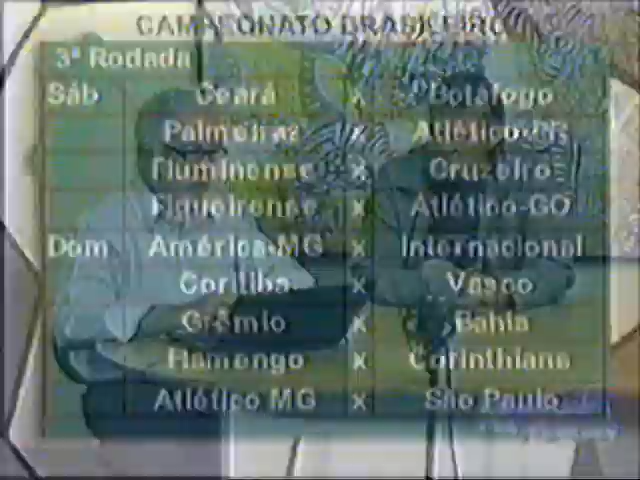 CAMPEONATO BRASILEIRO
3ª Rodada
Sáb Ceará x Botafogo
Palmeiras x Atlético-PR
Fluminense x Cruzeiro
Figueirense x Atlético-GO
Dom América-MG x Internacional
Coritiba x Vasco
Grêmio x Bahia
Flamengo x Corinthians
Atlético MG x São Paulo